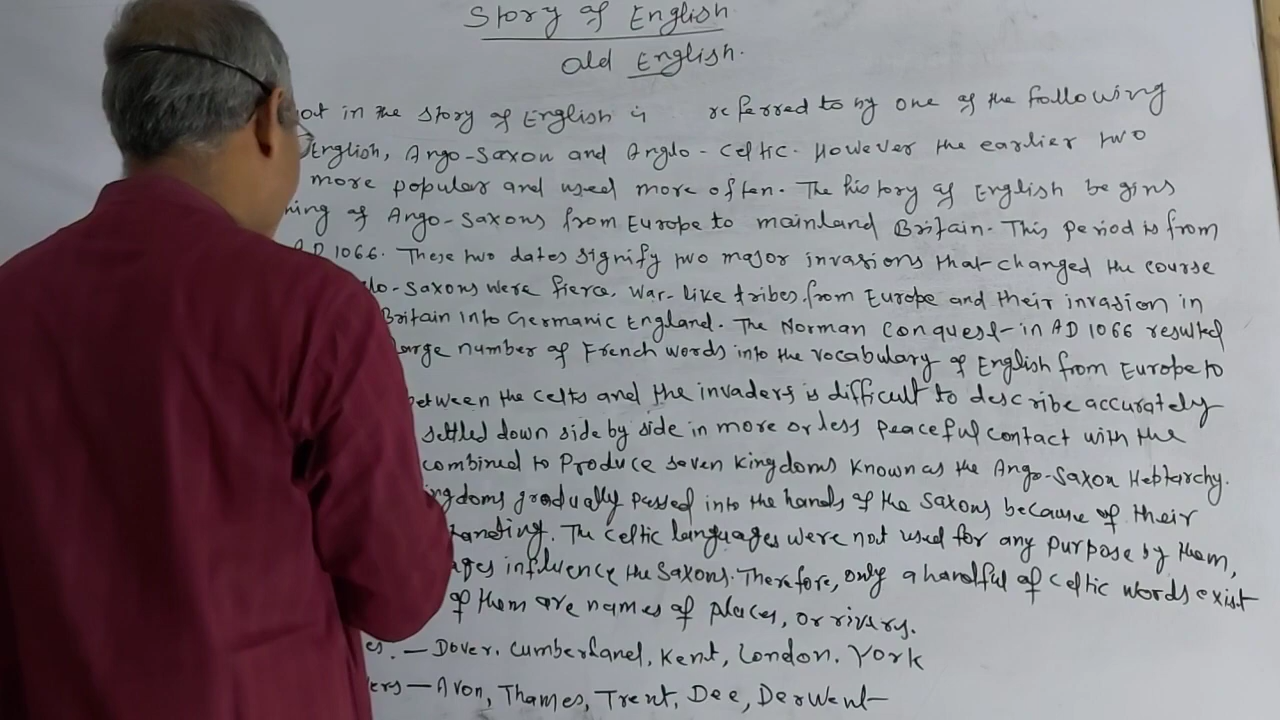 Story of English
Old English.
in the story of English is referred to by one of the following
English, Ango-Saxon and Anglo-Celtic. However the earlier two
more popular and used more often. The history of English begins
of Ango-Saxons from Europe to mainland Britain. This period is from
1066. These two dates signify two major invasions that changed the course
Saxons were fierce, war-like tribes from Europe and their invasion in
Britain into Germanic England. The Norman Conquest in AD 1066 resulted
large number of French words into the vocabulary of English from Europe to
between the Celts and the invaders is difficult to describe accurately
settled down side by side in more or less peaceful contact with the
combined to produce seven kingdoms known as the Ango-Saxon Heptarchy.
gradually passed into the hands of the Saxons because of their
The Celtic languages were not used for any purpose by them,
influence the Saxons. Therefore, only a handful of Celtic words exist
of them are names of places, or rivers.
— Dover, Cumberland, Kent, London, York
— Avon, Thames, Trent, Dee, Derwent